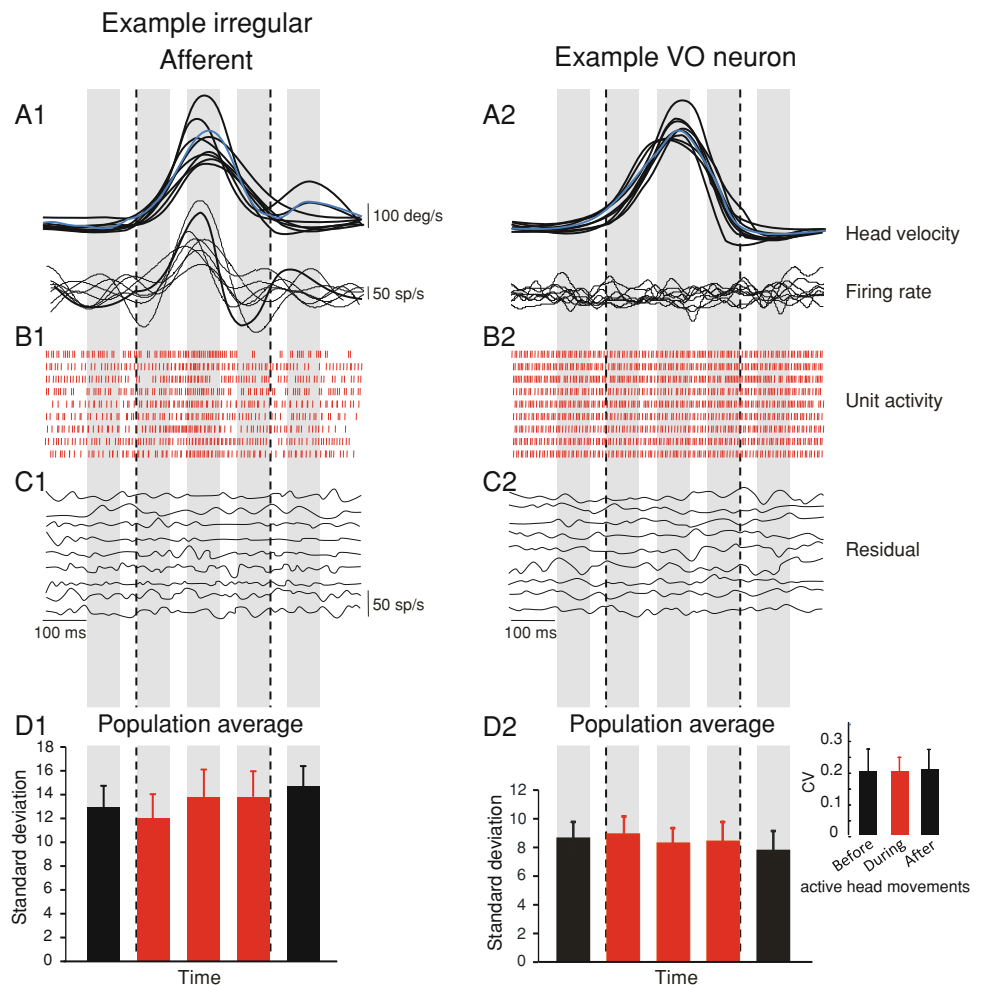 Example irregular
Afferent
Example VO neuron
A1
A2
100 deg/s
Head velocity
50 sp/s
Firing rate
B1
B2
Unit activity
C1
C2
Residual
50 sp/s
100 ms
100 ms
D1
Population average
Standard deviation
18
16
14
12
10
8
6
4
2
0
Time
D2
Population average
Standard deviation
12
10
8
6
4
2
0
Time
CV
0.3
0.2
0.1
0
Before
During
After
active head movements